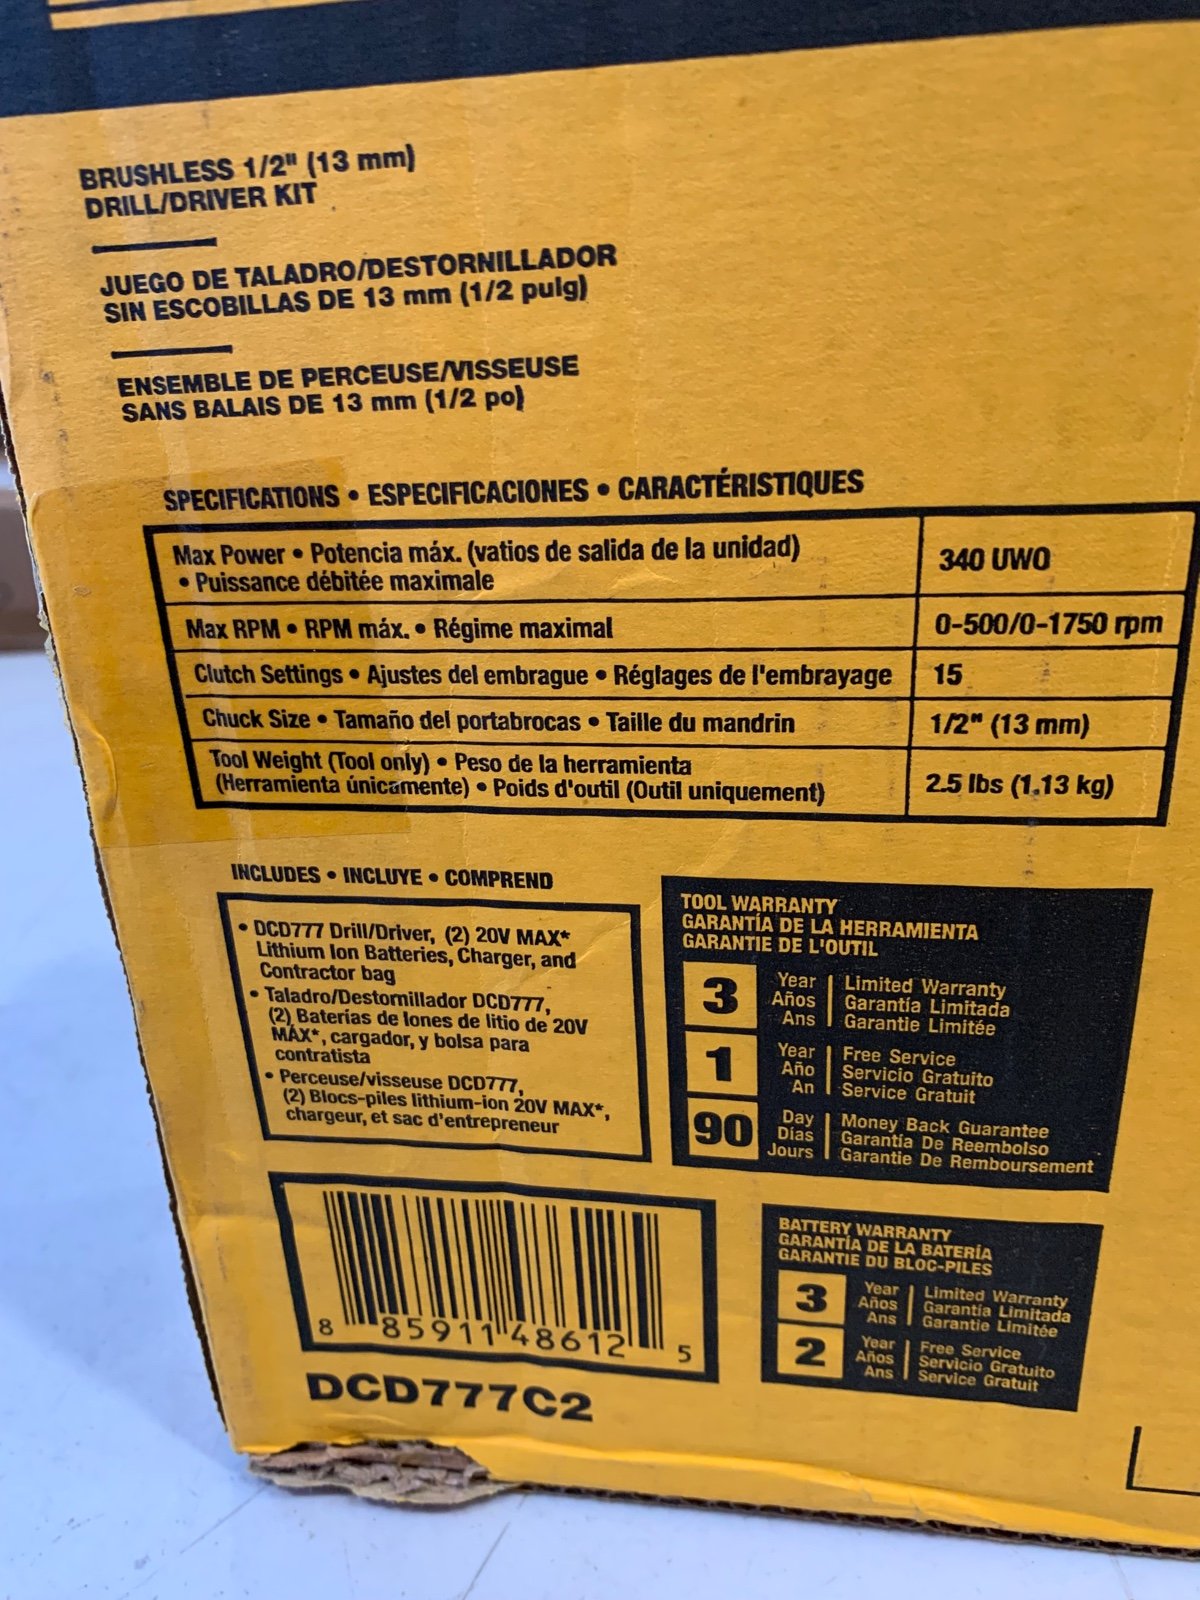 BRUSHLESS 1/2" (13 mm)
DRILL/DRIVER KIT
JUEGO DE TALADRO/DESTORNILLADOR
SIN ESCOBILLAS DE 13 mm (1/2 pulg)
ENSEMBLE DE PERCEUSE/VISSEUSE
SANS BALAIS DE 13 mm (1/2 po)
SPECIFICATIONS • ESPECIFICACIONES • CARACTÉRISTIQUES
Max Power • Potencia máx. (vatios de salida de la unidad)
• Puissance débitée maximale
340 UWO
Max RPM • RPM máx. • Régime maximal
0-500/0-1750 rpm
Clutch Settings • Ajustes del embrague • Réglages de l'embrayage
15
Chuck Size • Tamaño del portabrocas • Taille du mandrin
1/2" (13 mm)
Tool Weight (Tool only) • Peso de la herramienta
(Herramienta únicamente) • Poids d'outil (Outil uniquement)
2.5 lbs (1.13 kg)
INCLUDES • INCLUYE • COMPREND
• DCD777 Drill/Driver, (2) 20V MAX*
Lithium Ion Batteries, Charger, and
Contractor bag
• Taladro/Destornillador DCD777,
(2) Baterías de Iones de litio de 20V
MÁX*, cargador, y bolsa para
contratista
• Perceuse/visseuse DCD777,
(2) Blocs-piles lithium-ion 20V MAX*,
chargeur, et sac d'entrepreneur
TOOL WARRANTY
GARANTÍA DE LA HERRAMIENTA
GARANTIE DE L'OUTIL
3
Year
Años
Ans
Limited Warranty
Garantía Limitada
Garantie Limitée
1
Year
Año
An
Free Service
Servicio Gratuito
Service Gratuit
90
Day
Días
Jours
Money Back Guarantee
Garantía De Reembolso
Garantie De Remboursement
8 85911 48612 5
DCD777C2
BATTERY WARRANTY
GARANTÍA DE LA BATERÍA
GARANTIE DU BLOC-PILES
3
Year
Años
Ans
Limited Warranty
Garantía Limitada
Garantie Limitée
2
Year
Años
Ans
Free Service
Servicio Gratuito
Service Gratuit